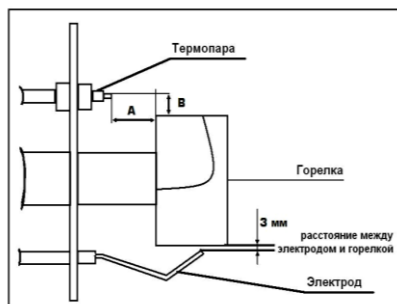 Термопара
A
B
Горелка
3 мм
расстояние между
электродом и горелкой
Электрод